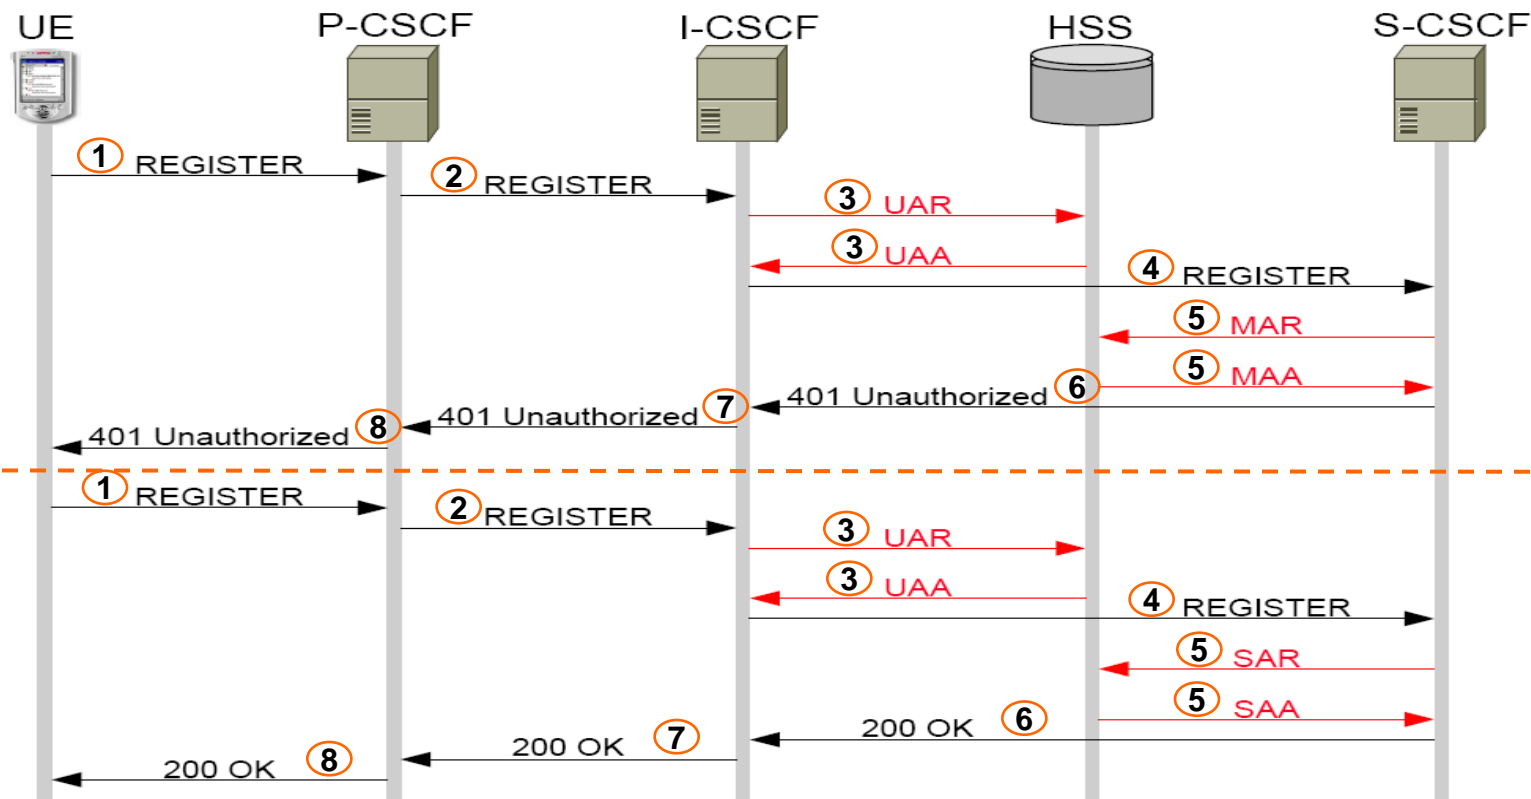 UE P-CSCF I-CSCF HSS S-CSCF
1 REGISTER
2 REGISTER
3 UAR
3 UAA
4 REGISTER
5 MAR
5 MAA
401 Unauthorized 6
401 Unauthorized 7
401 Unauthorized 8
1 REGISTER
2 REGISTER
3 UAR
3 UAA
4 REGISTER
5 SAR
5 SAA
200 OK 6
200 OK 7
200 OK 8